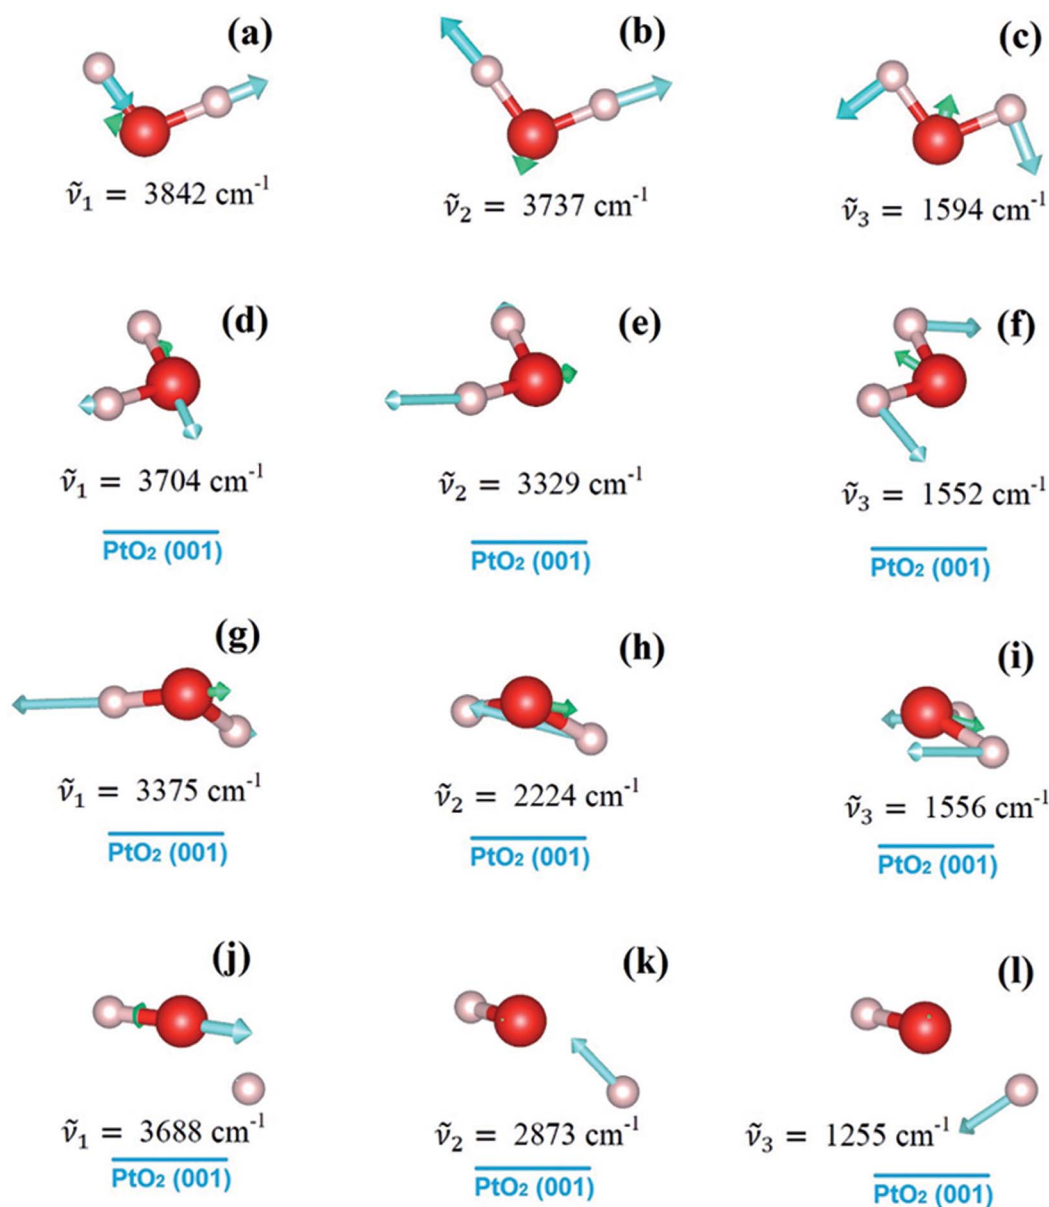 (a)
(b)
(c)
ν̃₁ = 3842 cm⁻¹
ν̃₂ = 3737 cm⁻¹
ν̃₃ = 1594 cm⁻¹
(d)
(e)
(f)
ν̃₁ = 3704 cm⁻¹
ν̃₂ = 3329 cm⁻¹
ν̃₃ = 1552 cm⁻¹
PtO₂ (001)
PtO₂ (001)
PtO₂ (001)
(g)
(h)
(i)
ν̃₁ = 3375 cm⁻¹
ν̃₂ = 2224 cm⁻¹
ν̃₃ = 1556 cm⁻¹
PtO₂ (001)
PtO₂ (001)
PtO₂ (001)
(j)
(k)
(l)
ν̃₁ = 3688 cm⁻¹
ν̃₂ = 2873 cm⁻¹
ν̃₃ = 1255 cm⁻¹
PtO₂ (001)
PtO₂ (001)
PtO₂ (001)